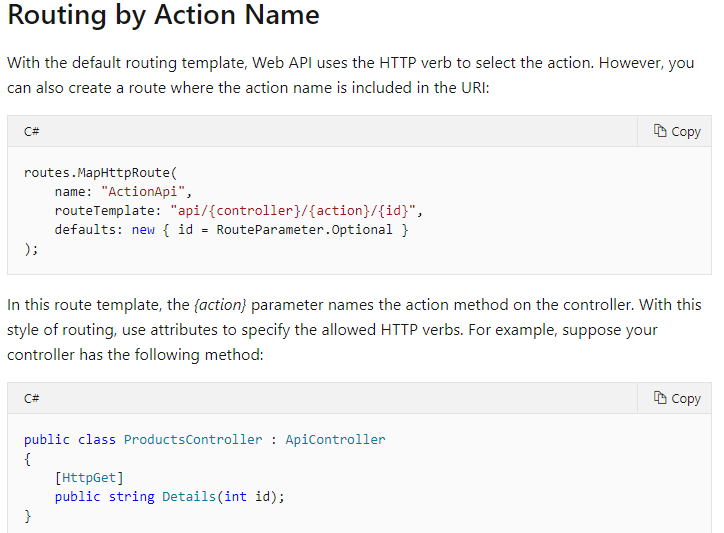 Routing by Action Name
With the default routing template, Web API uses the HTTP verb to select the action. However, you
can also create a route where the action name is included in the URI:
C#
Copy
routes.MapHttpRoute(
    name: "ActionApi",
    routeTemplate: "api/{controller}/{action}/{id}",
    defaults: new { id = RouteParameter.Optional }
);
In this route template, the {action} parameter names the action method on the controller. With this
style of routing, use attributes to specify the allowed HTTP verbs. For example, suppose your
controller has the following method:
C#
Copy
public class ProductsController : ApiController
{
    [HttpGet]
    public string Details(int id);
}